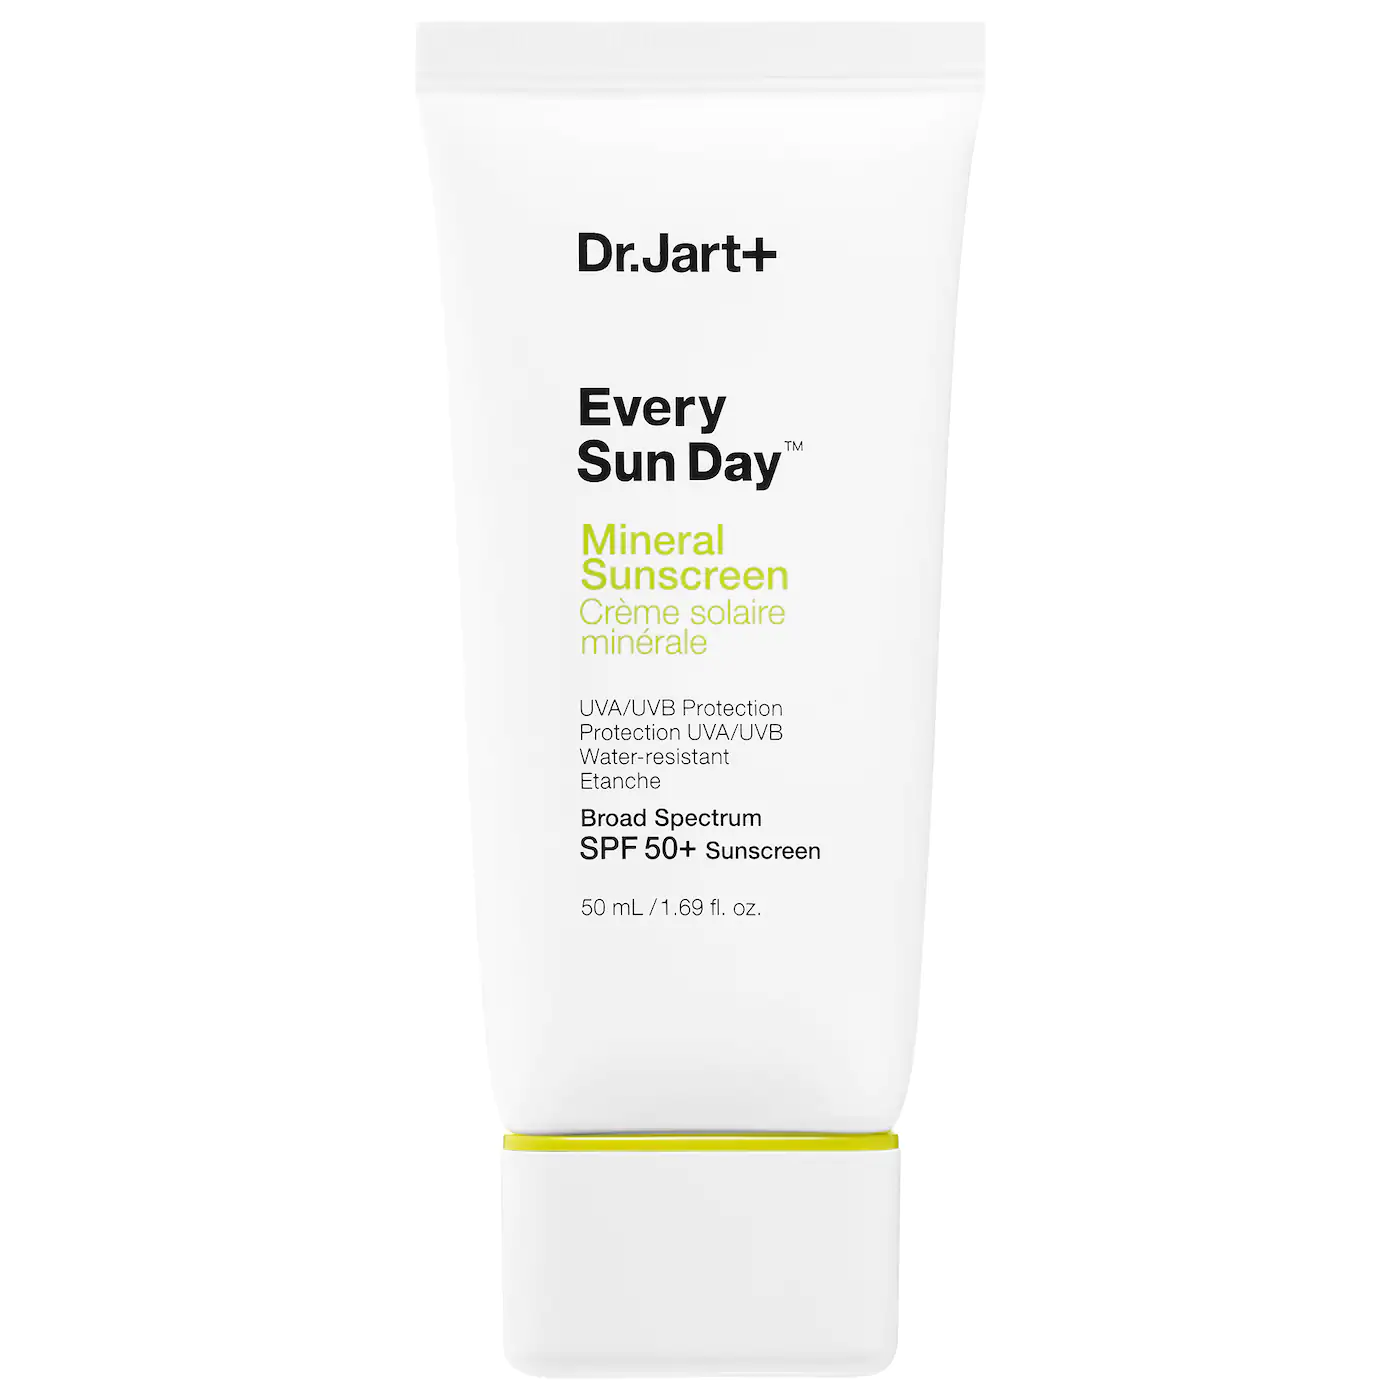 Dr.Jart+
Every
Sun Day™
Mineral
Sunscreen
Crème solaire
minérale
UVA/UVB Protection
Protection UVA/UVB
Water-resistant
Etanche
Broad Spectrum
SPF 50+ Sunscreen
50 mL / 1.69 fl. oz.